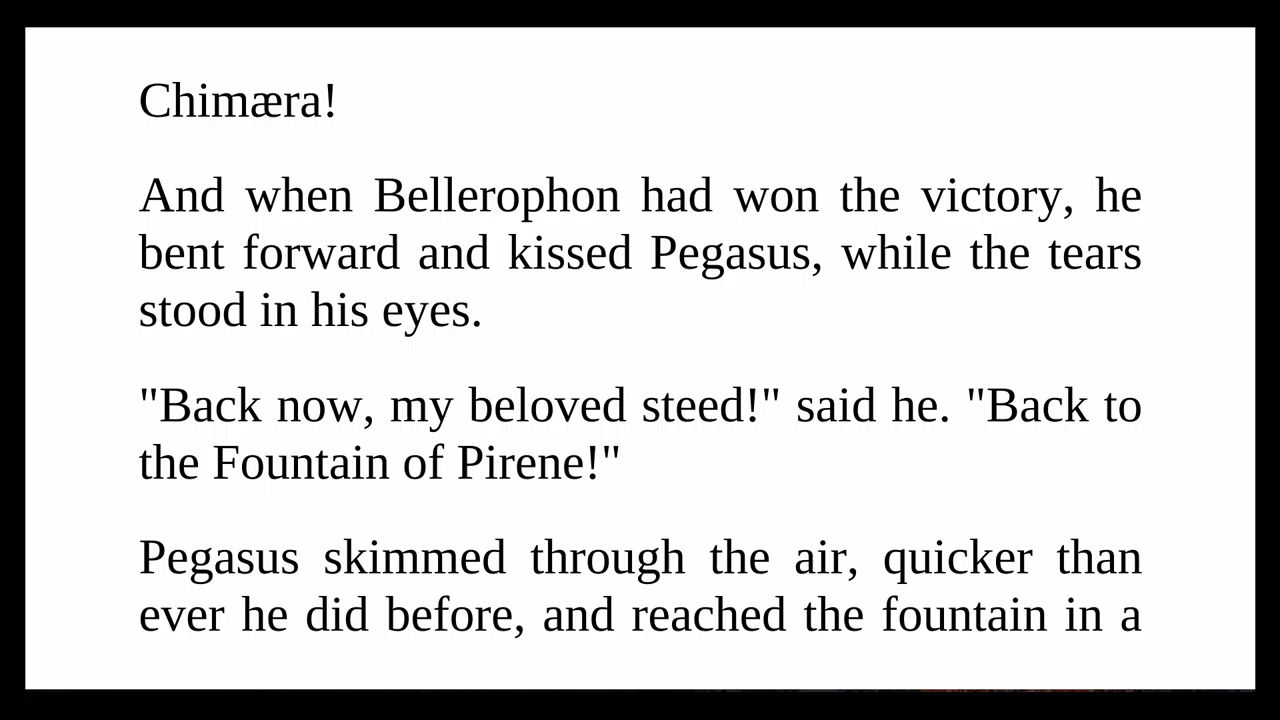 Chimæra!
And when Bellerophon had won the victory, he
bent forward and kissed Pegasus, while the tears
stood in his eyes.
"Back now, my beloved steed!" said he. "Back to
the Fountain of Pirene!"
Pegasus skimmed through the air, quicker than
ever he did before, and reached the fountain in a